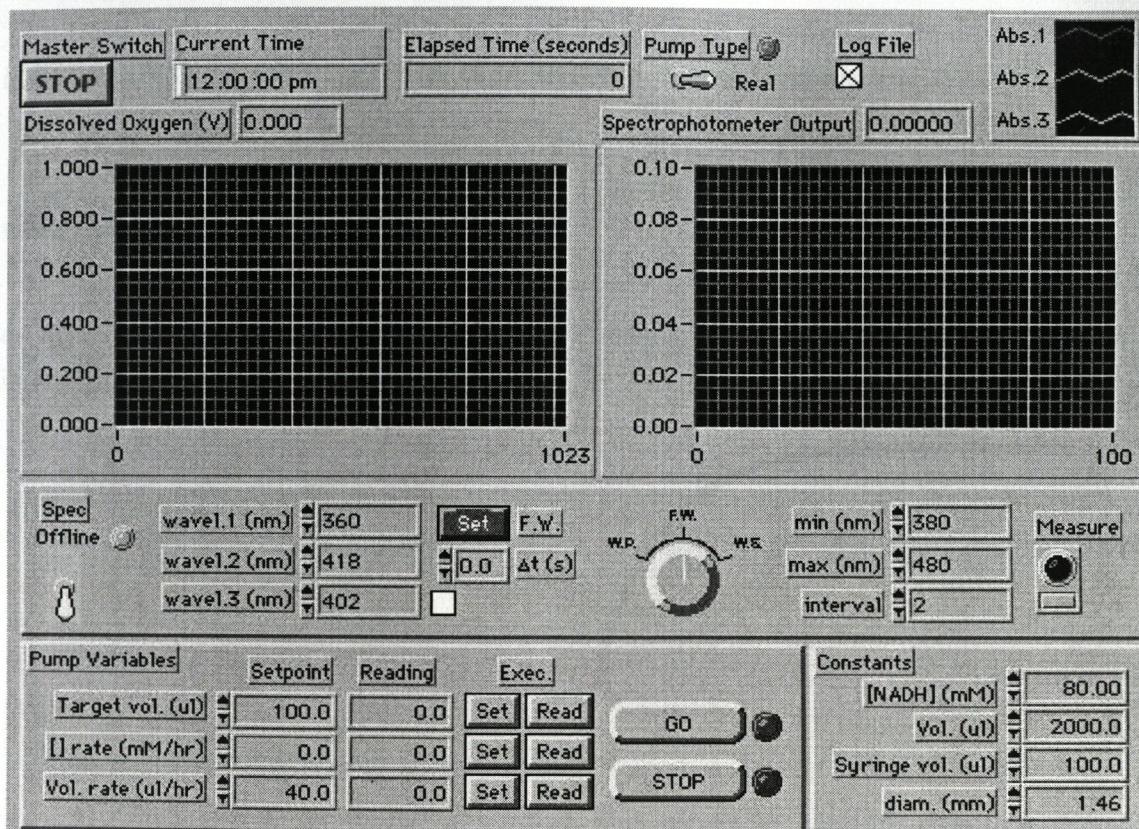 Master Switch Current Time Elapsed Time (seconds) Pump Type Log File Abs.1
STOP 12:00:00 pm 0 Real Abs.2
Dissolved Oxygen (V) 0.000 Spectrophotometer Output 0.00000 Abs.3
1.000 0.10
0.800 0.08
0.600 0.06
0.400 0.04
0.200 0.02
0.000 0.00
0 1023 0 100
Spec
Offline
wavel.1 (nm) 360 Set F.W.
wavel.2 (nm) 418 0.0 Δt (s)
wavel.3 (nm) 402
F.W.
W.P. W.S.
min (nm) 380 Measure
max (nm) 480
interval 2
Pump Variables Setpoint Reading Exec.
Target vol. (ul) 100.0 0.0 Set Read GO
[] rate (mM/hr) 0.0 0.0 Set Read
Vol. rate (ul/hr) 40.0 0.0 Set Read STOP
Constants
[NADH] (mM) 80.00
Vol. (ul) 2000.0
Syringe vol. (ul) 100.0
diam. (mm) 1.46